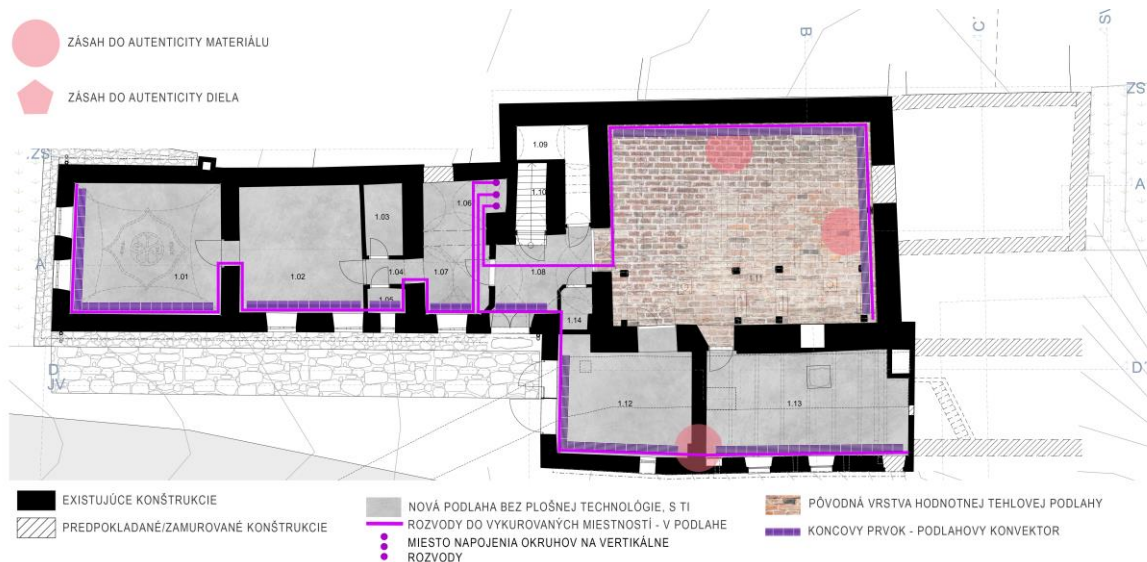 ZÁSAH DO AUTENTICITY MATERIÁLU
ZÁSAH DO AUTENTICITY DIELA
B
.C.
.S/
ZS
.ZS
1.09
1.10
1.06
1.03
A
A
1.01
1.02
1.04
1.07
1.08
1.05
1.14
D
JV
D
1.12
1.13
EXISTUJÚCE KONŠTRUKCIE
PREDPOKLADANÉ/ZAMUROVANÉ KONŠTRUKCIE
NOVÁ PODLAHA BEZ PLOŠNEJ TECHNOLÓGIE, S TI
ROZVODY DO VYKUROVANÝCH MIESTNOSTÍ - V PODLAHE
MIESTO NAPOJENIA OKRUHOV NA VERTIKÁLNE
ROZVODY
PÔVODNÁ VRSTVA HODNOTNEJ TEHLOVEJ PODLAHY
KONCOVÝ PRVOK - PODLAHOVÝ KONVEKTOR